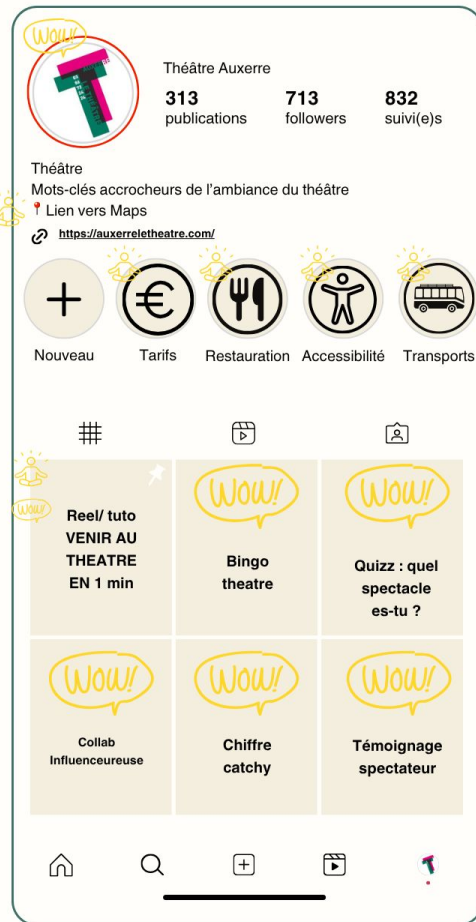 Wow!
Théâtre Auxerre
313 713 832
publications followers suivi(e)s
Théâtre
Mots-clés accrocheurs de l'ambiance du théâtre
Lien vers Maps
https://auxerreletheatre.com/
Nouveau Tarifs Restauration Accessibilité Transports
Wow!
Reel/ tuto
VENIR AU
THEATRE
EN 1 min
Wow!
Bingo
theatre
Wow!
Quizz : quel
spectacle
es-tu ?
Wow!
Collab
Influenceureuse
Wow!
Chiffre
catchy
Wow!
Témoignage
spectateur